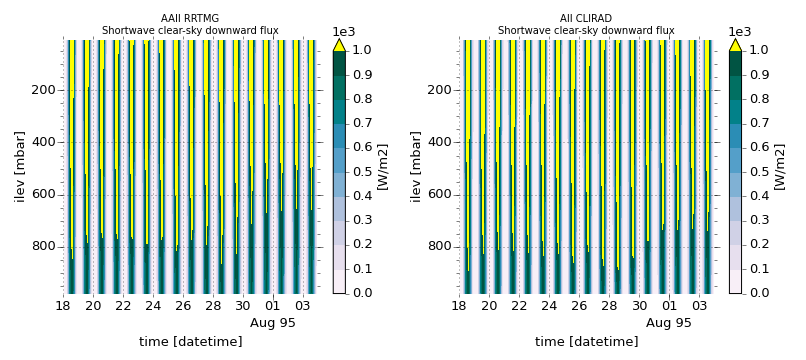 AAII RRTMG
Shortwave clear-sky downward flux
1e3
1.0
0.9
0.8
0.7
0.6
0.5
0.4
0.3
0.2
0.1
0.0
[W/m2]
ilev [mbar]
200
400
600
800
18 20 22 24 26 28 30 01 03
Aug 95
time [datetime]
AII CLIRAD
Shortwave clear-sky downward flux
1e3
1.0
0.9
0.8
0.7
0.6
0.5
0.4
0.3
0.2
0.1
0.0
[W/m2]
ilev [mbar]
200
400
600
800
18 20 22 24 26 28 30 01 03
Aug 95
time [datetime]